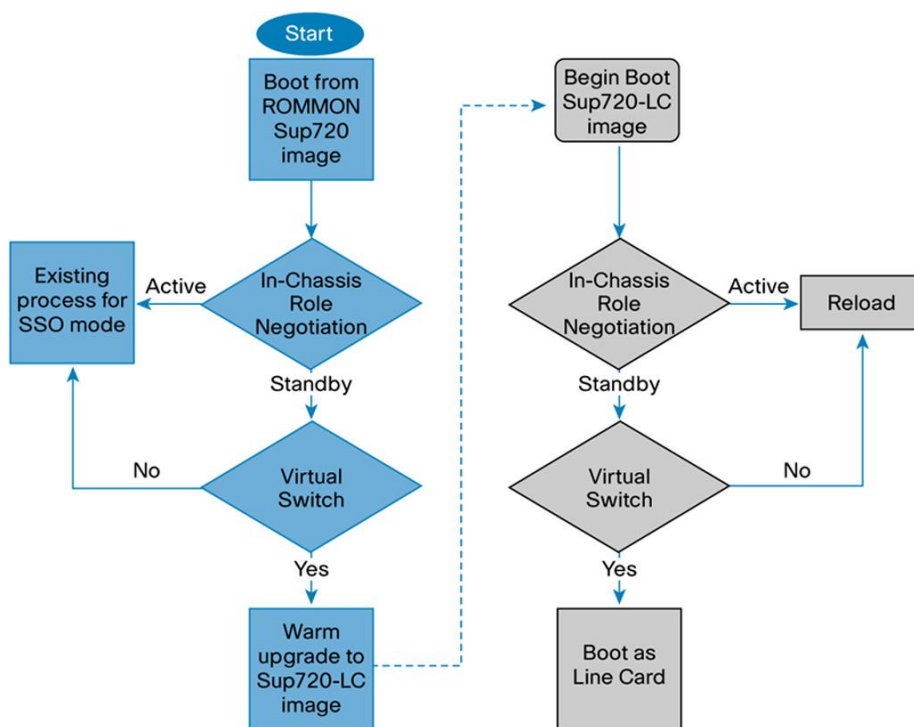 Start
Boot from
ROMMON
Sup720
image
In-Chassis
Role
Negotiation
Active
Existing
process for
SSO mode
Standby
Virtual
Switch
No
Yes
Warm
upgrade to
Sup720-LC
image
Begin Boot
Sup720-LC
image
In-Chassis
Role
Negotiation
Active
Reload
Standby
Virtual
Switch
No
Yes
Boot as
Line Card